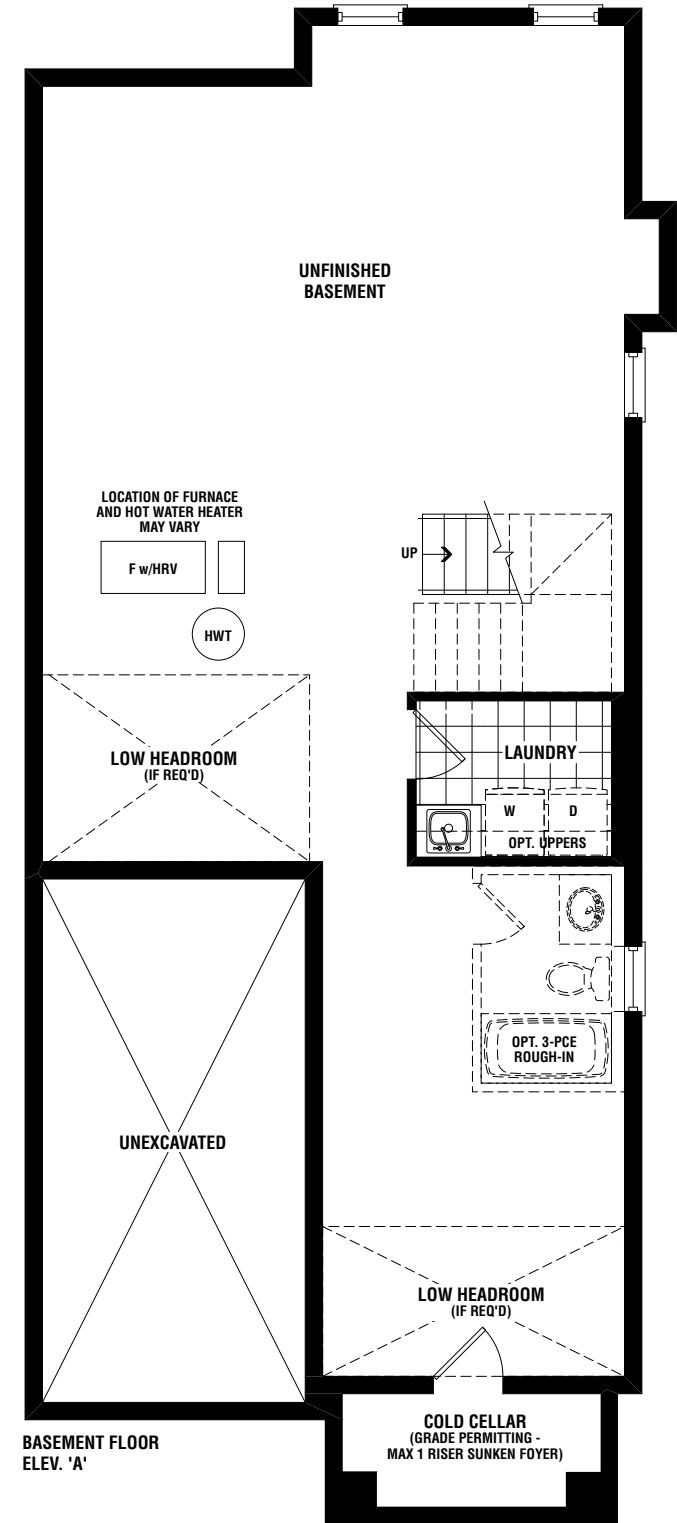 UNFINISHED
BASEMENT
LOCATION OF FURNACE
AND HOT WATER HEATER
MAY VARY
F w/HRV
UP
HWT
LOW HEADROOM
(IF REQ'D)
LAUNDRY
W
D
OPT. UPPERS
OPT. 3-PCE
ROUGH-IN
UNEXCAVATED
LOW HEADROOM
(IF REQ'D)
COLD CELLAR
(GRADE PERMITTING -
MAX 1 RISER SUNKEN FOYER)
BASEMENT FLOOR
ELEV. 'A'